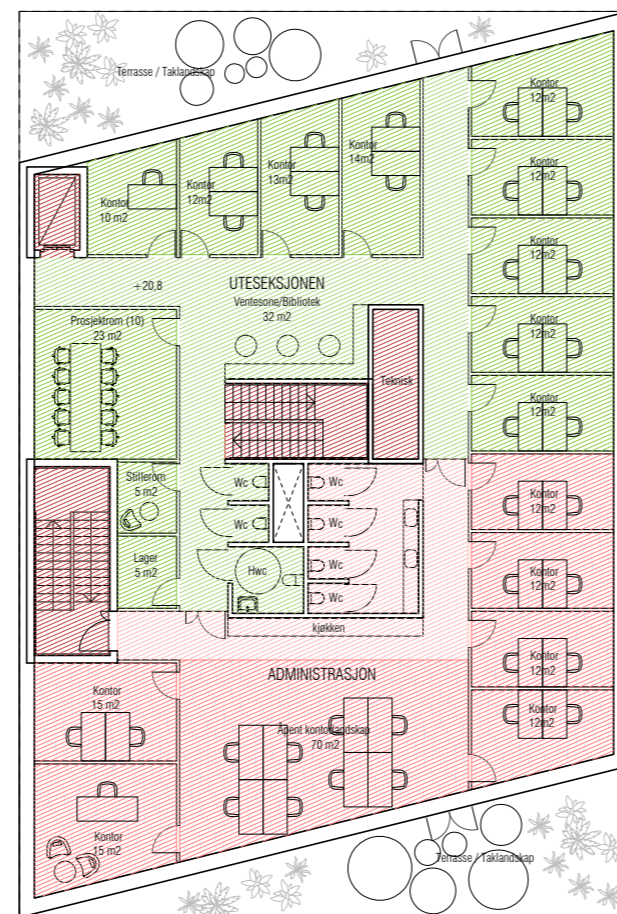 Terrasse / Taklandskap
Kontor
12m2
Kontor
14m2
Kontor
13m2
Kontor
12m2
Kontor
10 m2
Kontor
12m2
Kontor
12m2
+20,8
UTESEKSJONEN
Ventesone/Bibliotek
32 m2
Prosjektrom (10)
23 m2
Kontor
12m2
Teknisk
Kontor
12m2
Stillerom
5 m2
Wc
Wc
Kontor
12m2
Wc
Wc
Lager
5 m2
Hwc
Wc
Kontor
12m2
Wc
kjøkken
Kontor
12m2
ADMINISTRASJON
Kontor
15 m2
Kontor
12m2
Åpent kontorlandskap
70 m2
Kontor
15 m2
Terrasse / Taklandskap